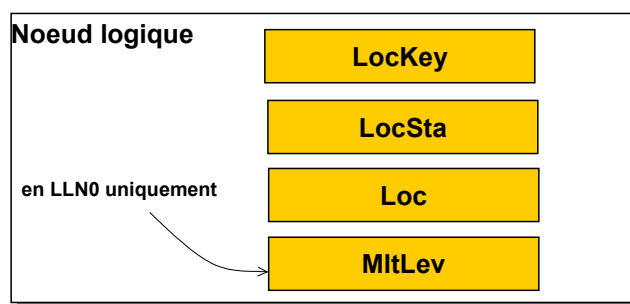 Noeud logique
LocKey
LocSta
en LLN0 uniquement
Loc
MltLev